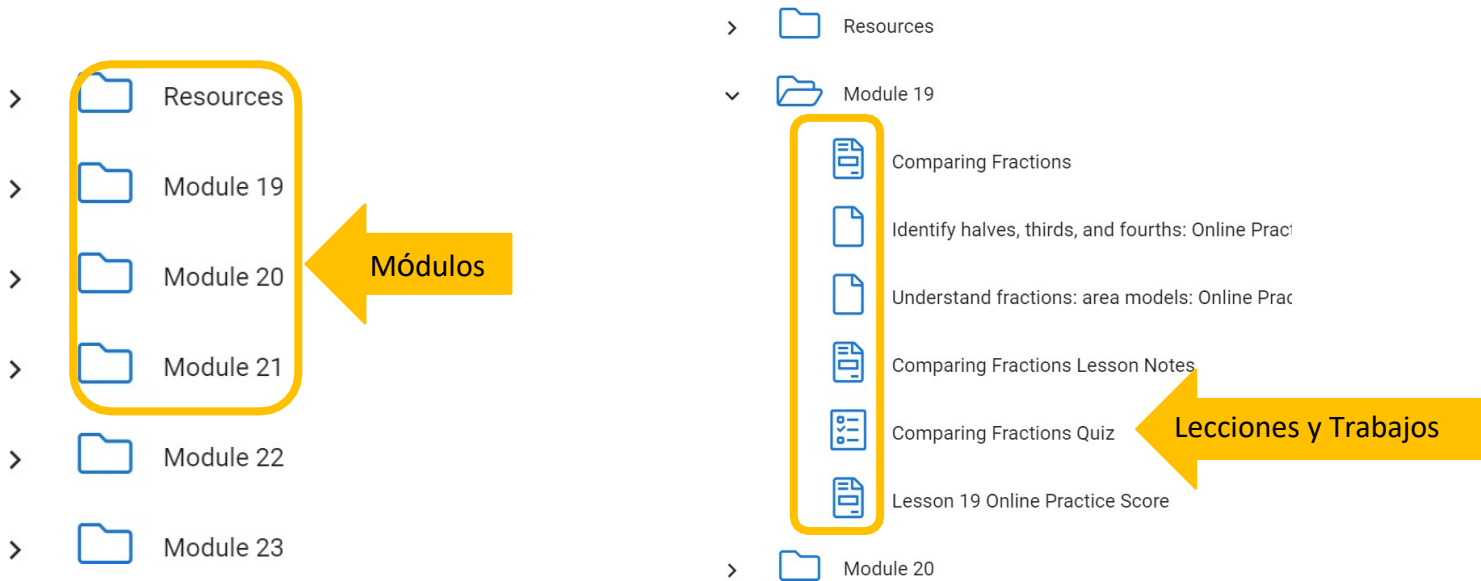 Resources
Module 19
Module 20
Módulos
Module 21
Module 22
Module 23
Resources
Module 19
Comparing Fractions
Identify halves, thirds, and fourths: Online Pract
Understand fractions: area models: Online Prac
Comparing Fractions Lesson Notes
Comparing Fractions Quiz
Lecciones y Trabajos
Lesson 19 Online Practice Score
Module 20